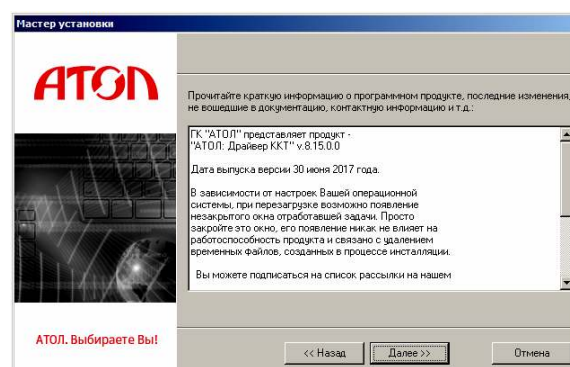 Мастер установки
АТОЛ
Прочитайте краткую информацию о программном продукте, последние изменения,
не вошедшие в документацию, контактную информацию и т.д.:
ГК "АТОЛ" представляет продукт -
"АТОЛ: Драйвер ККТ" v.8.15.0.0
Дата выпуска версии 30 июня 2017 года.
В зависимости от настроек Вашей операционной
системы, при перезагрузке возможно появление
незакрытого окна отработавшей задачи. Просто
закройте это окно, его появление никак не влияет на
работоспособность продукта и связано с удалением
временных файлов, созданных в процессе инсталляции.
Вы можете подписаться на список рассылки на нашем
АТОЛ. Выбираете Вы!
<< Назад
Далее >>
Отмена